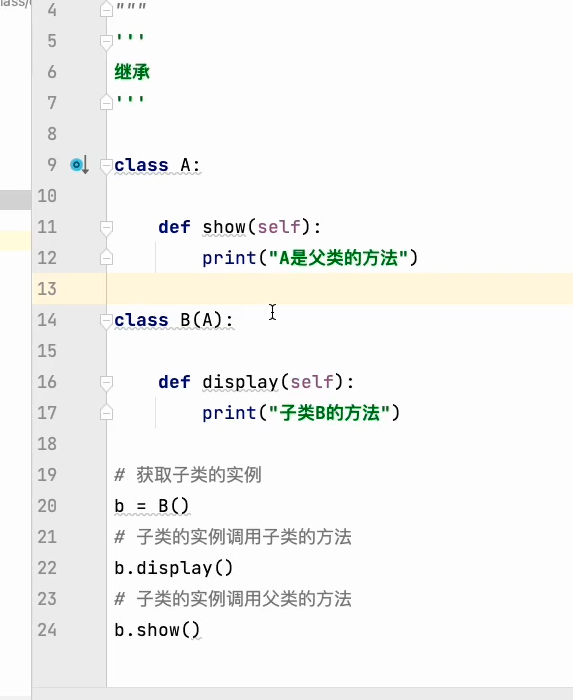 4 """
5 '''
6 继承
7 '''
8
9 class A:
10
11     def show(self):
12         print("A是父类的方法")
13
14 class B(A):
15
16     def display(self):
17         print("子类B的方法")
18
19 # 获取子类的实例
20 b = B()
21 # 子类的实例调用子类的方法
22 b.display()
23 # 子类的实例调用父类的方法
24 b.show()